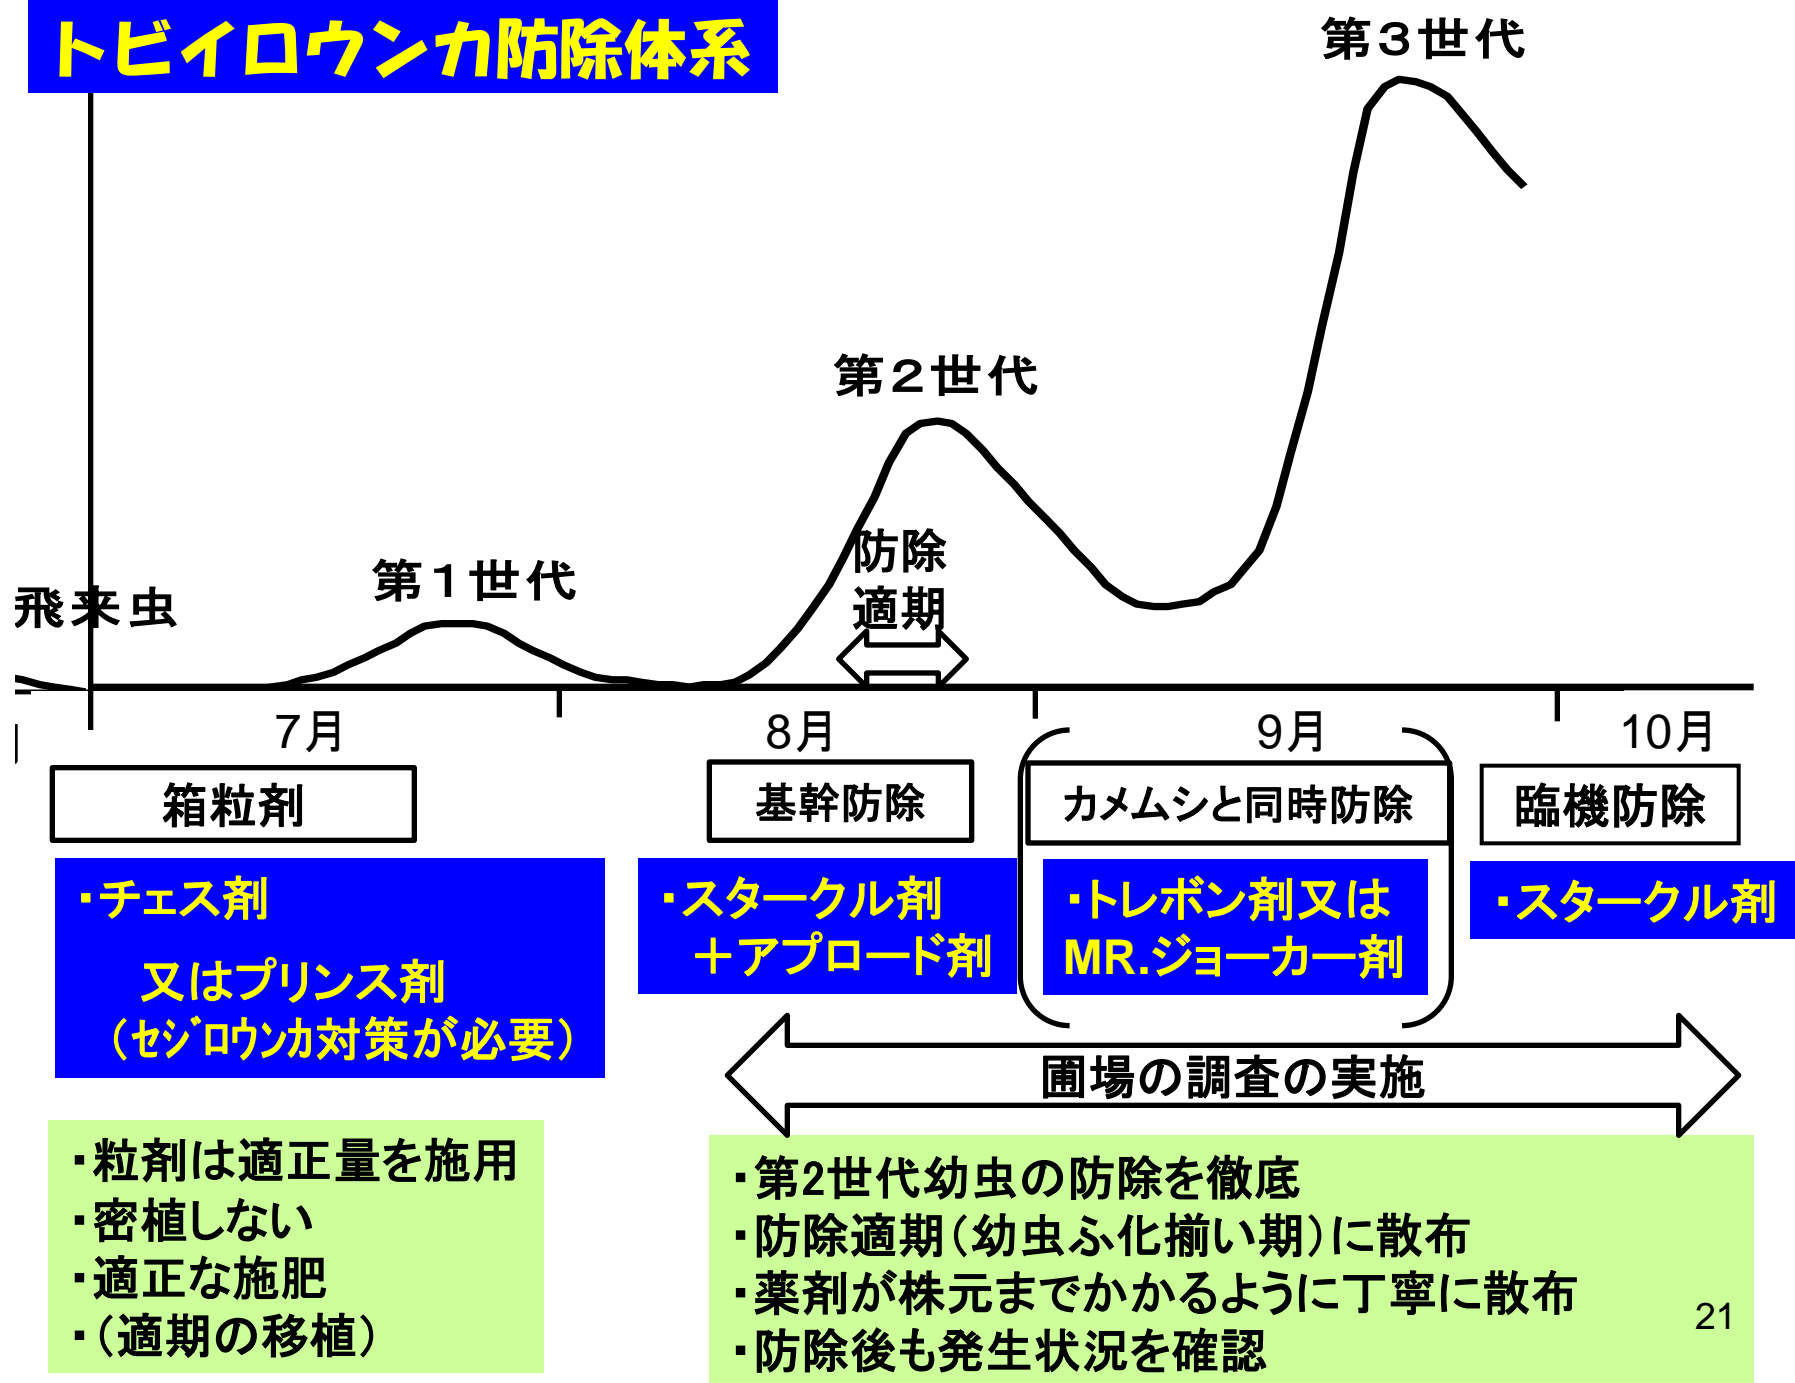 トビイロウンカ防除体系
第３世代
第２世代
防除
適期
第１世代
飛来虫
7月
8月
9月
10月
箱粒剤
基幹防除
カメムシと同時防除
臨機防除
・チェス剤
又はプリンス剤
（ｾｼﾞﾛｳﾝｶ対策が必要）
・スタークル剤
＋アプロード剤
・トレボン剤又は
MR.ジョーカー剤
・スタークル剤
圃場の調査の実施
・粒剤は適正量を施用
・密植しない
・適正な施肥
・（適期の移植）
・第2世代幼虫の防除を徹底
・防除適期（幼虫ふ化揃い期）に散布
・薬剤が株元までかかるように丁寧に散布
・防除後も発生状況を確認
21